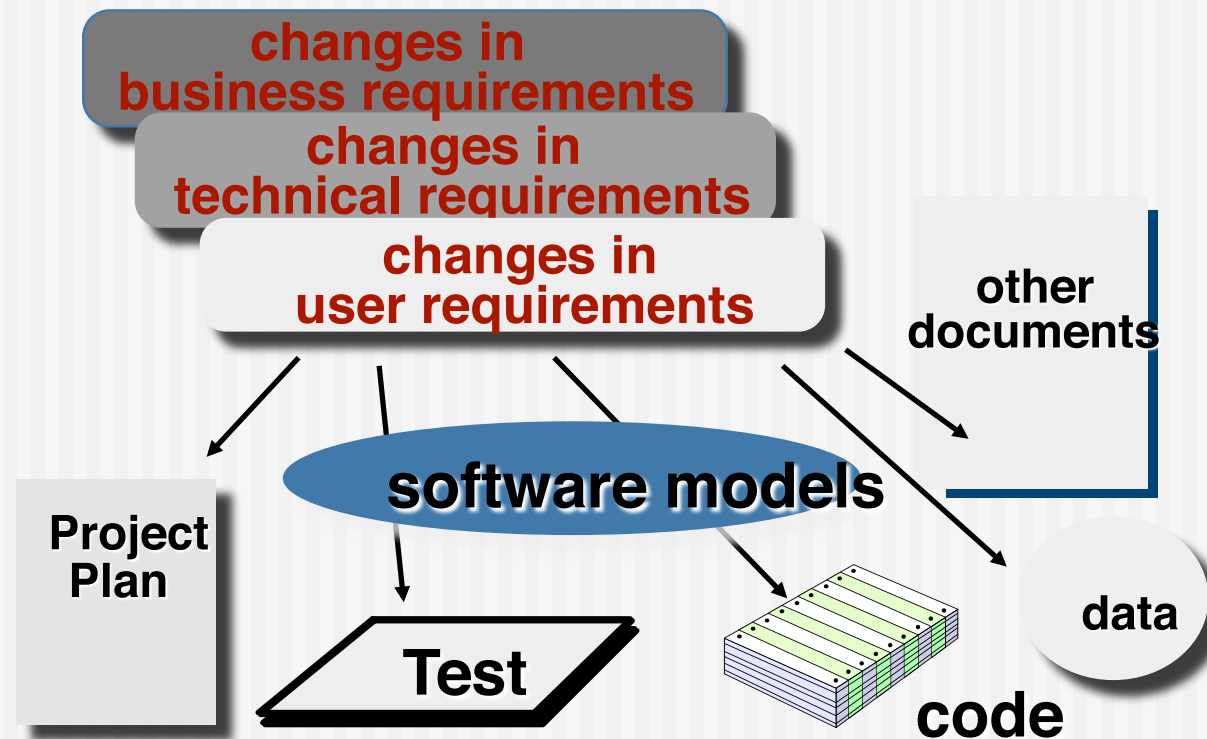 changes in
business requirements
changes in
technical requirements
changes in
user requirements
other
documents
software models
Project
Plan
Test
data
code